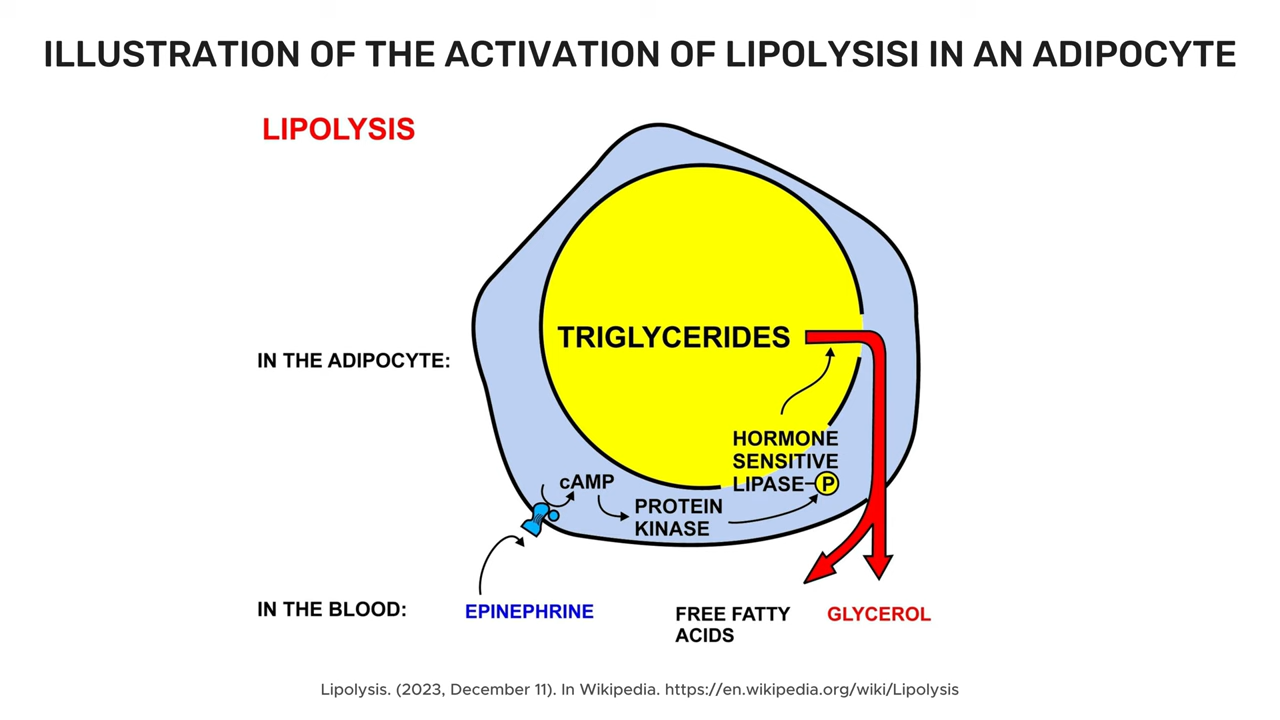 ILLUSTRATION OF THE ACTIVATION OF LIPOLYSISI IN AN ADIPOCYTE
LIPOLYSIS
TRIGLYCERIDES
IN THE ADIPOCYTE:
HORMONE
SENSITIVE
LIPASE P
cAMP
PROTEIN
KINASE
IN THE BLOOD:
EPINEPHRINE
FREE FATTY
ACIDS
GLYCEROL
Lipolysis. (2023, December 11). In Wikipedia. https://en.wikipedia.org/wiki/Lipolysis